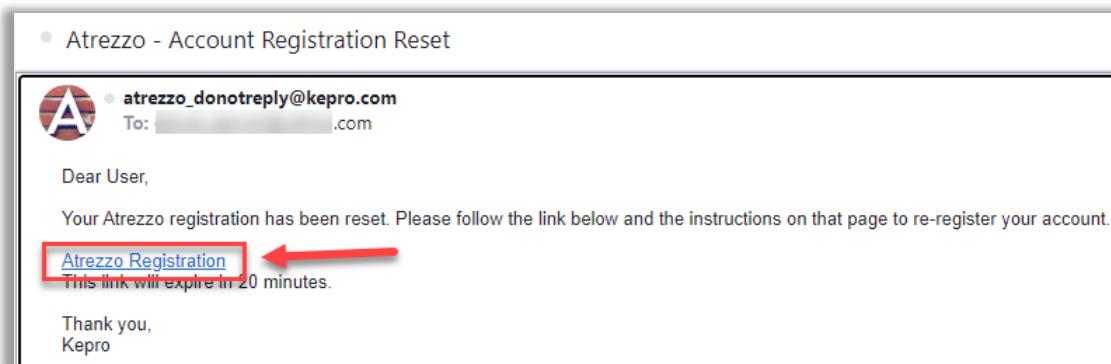 Atrezzo - Account Registration Reset
A
atrezzo_donotreply@kepro.com
To: .com
Dear User,
Your Atrezzo registration has been reset. Please follow the link below and the instructions on that page to re-register your account.
Atrezzo Registration
This link will expire in 20 minutes.
Thank you,
Kepro